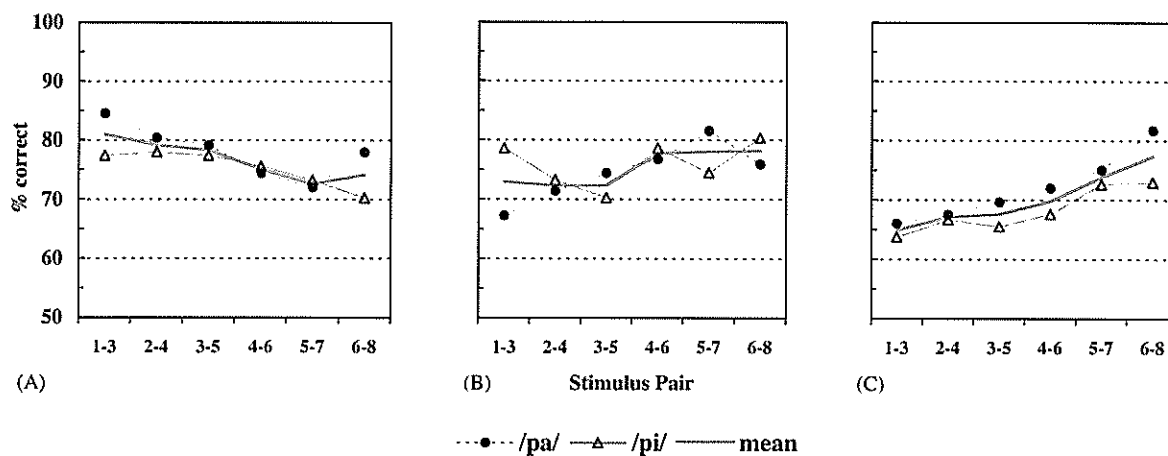 100
90
80
70
60
50
% correct
1-3 2-4 3-5 4-6 5-7 6-8
1-3 2-4 3-5 4-6 5-7 6-8
1-3 2-4 3-5 4-6 5-7 6-8
(A) (B) Stimulus Pair (C)
/pa/ /pi/ mean